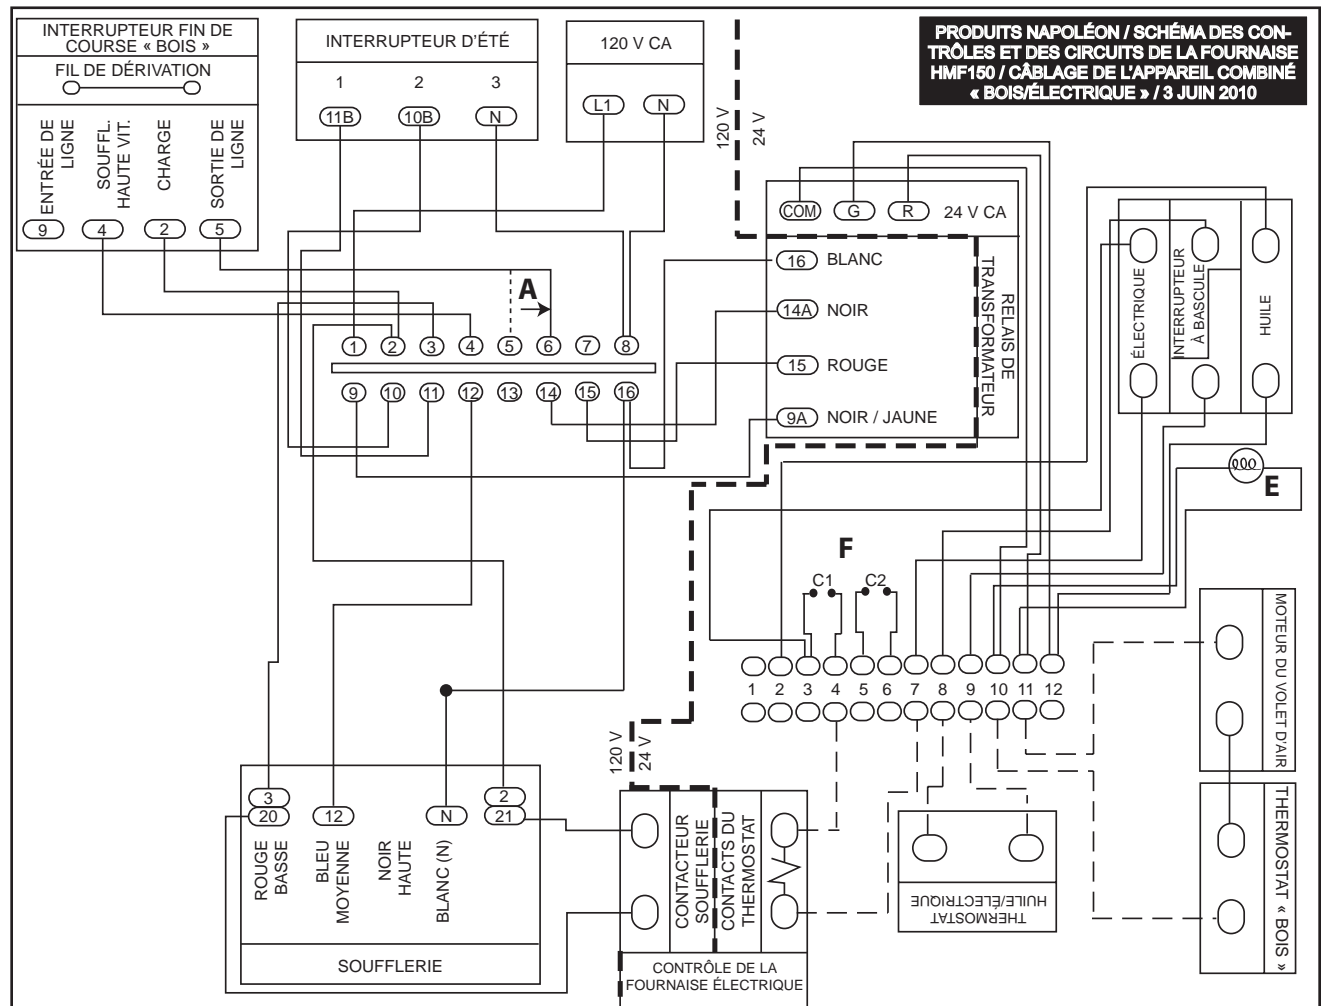 INTERRUPTEUR FIN DE
COURSE « BOIS »
FIL DE DÉRIVATION
ENTRÉE DE
LIGNE
SOUFFL.
HAUTE VIT.
CHARGE
SORTIE DE
LIGNE
9
4
2
5
INTERRUPTEUR D'ÉTÉ
1
2
3
11B
10B
N
120 V CA
L1
N
120 V
24 V
PRODUITS NAPOLÉON / SCHÉMA DES CON-
TRÔLES ET DES CIRCUITS DE LA FOURNAISE
HMF150 / CÂBLAGE DE L'APPAREIL COMBINÉ
« BOIS/ÉLECTRIQUE » / 3 JUIN 2010
COM
G
R
24 V CA
16
BLANC
14A
NOIR
15
ROUGE
9A
NOIR / JAUNE
RELAIS DE
TRANSFORMATEUR
ÉLECTRIQUE
INTERRUPTEUR
À BASCULE
HUILE
A
1
2
3
4
5
6
7
8
9
10
11
12
13
14
15
16
E
F
C1
C2
1
2
3
4
5
6
7
8
9
10
11
12
MOTEUR DU VOLET D'AIR
THERMOSTAT « BOIS »
120 V
24 V
3
20
12
N
2
21
ROUGE
BASSE
BLEU
MOYENNE
NOIR
HAUTE
BLANC (N)
SOUFFLERIE
CONTACTEUR
SOUFFLERIE
CONTACTS DU
THERMOSTAT
CONTRÔLE DE LA
FOURNAISE ÉLECTRIQUE
THERMOSTAT
HUILE/ÉLECTRIQUE